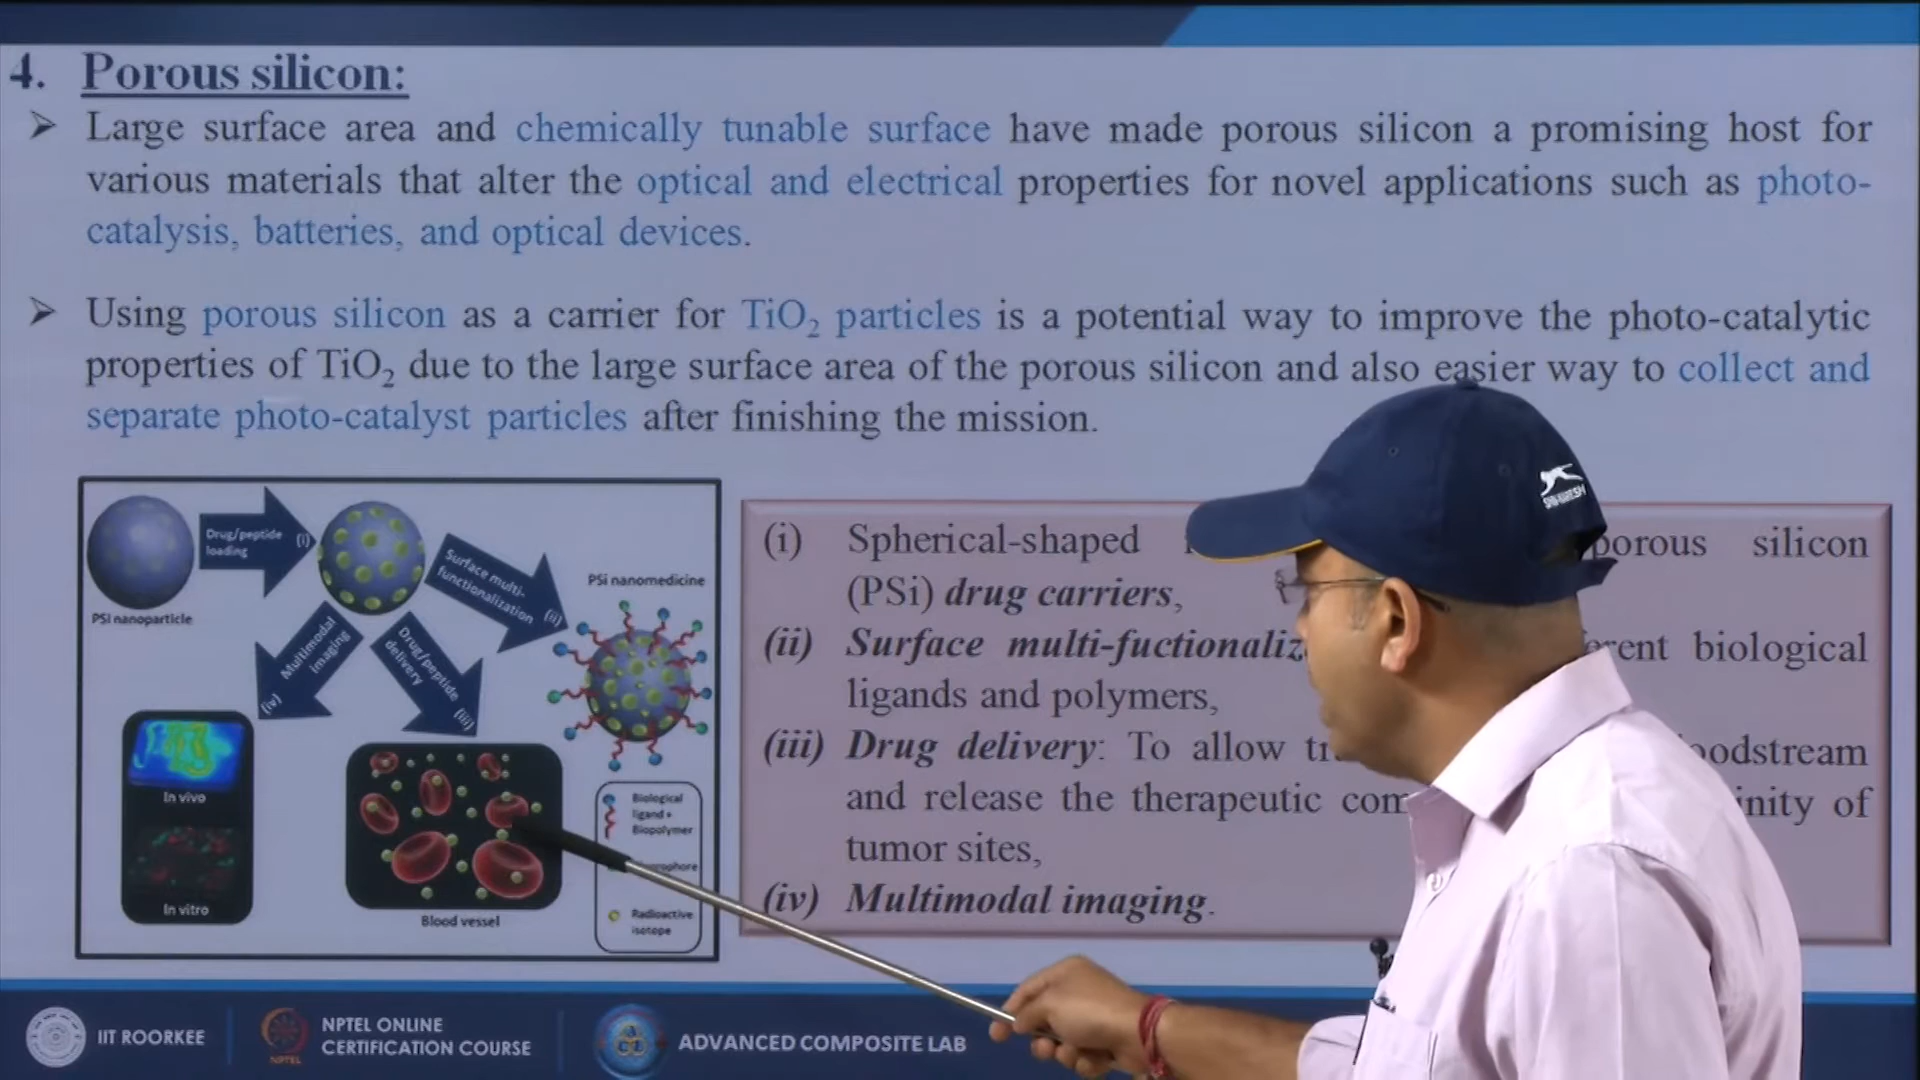 4. Porous silicon:
➢ Large surface area and chemically tunable surface have made porous silicon a promising host for
various materials that alter the optical and electrical properties for novel applications such as photo-
catalysis, batteries, and optical devices.
➢ Using porous silicon as a carrier for TiO₂ particles is a potential way to improve the photo-catalytic
properties of TiO₂ due to the large surface area of the porous silicon and also easier way to collect and
separate photo-catalyst particles after finishing the mission.
PSi nanoparticle
Drug/peptide
loading
(i)
Surface multi-
functionalization
(ii)
PSi nanomedicine
Multimodal
imaging
(iv)
Drug/peptide
delivery
(iii)
In vivo
In vitro
Blood vessel
Biological
ligand +
Biopolymer
Radioactive
isotope
(i) Spherical-shaped porous silicon
(PSi) drug carriers,
(ii) Surface multi-fuctionaliz biological
ligands and polymers,
(iii) Drug delivery: To allow
and release the therapeutic of
tumor sites,
(iv) Multimodal imaging.
SHIV-NARESH
IIT ROORKEE
NPTEL
NPTEL ONLINE
CERTIFICATION COURSE
ADVANCED COMPOSITE LAB